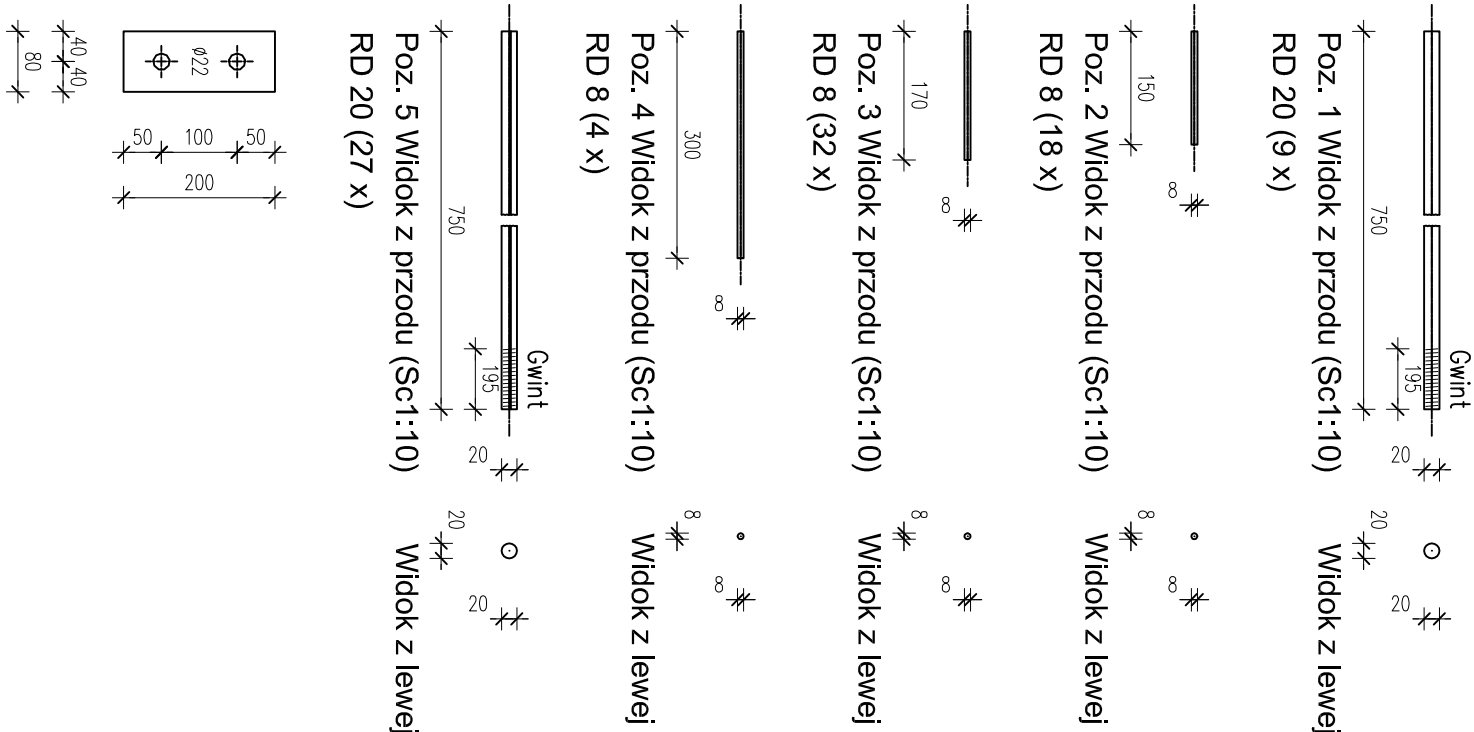 Gwint
195
20
20
750
20
Poz. 1 Widok z przodu (Sc1:10)
Widok z lewej
RD 20 (9 x)
8
8
150
8
Poz. 2 Widok z przodu (Sc1:10)
Widok z lewej
RD 8 (18 x)
8
8
170
8
Poz. 3 Widok z przodu (Sc1:10)
Widok z lewej
RD 8 (32 x)
8
8
300
8
Poz. 4 Widok z przodu (Sc1:10)
Widok z lewej
RD 8 (4 x)
Gwint
195
20
20
750
20
Poz. 5 Widok z przodu (Sc1:10)
Widok z lewej
RD 20 (27 x)
ø22
50
100
50
200
40
40
80